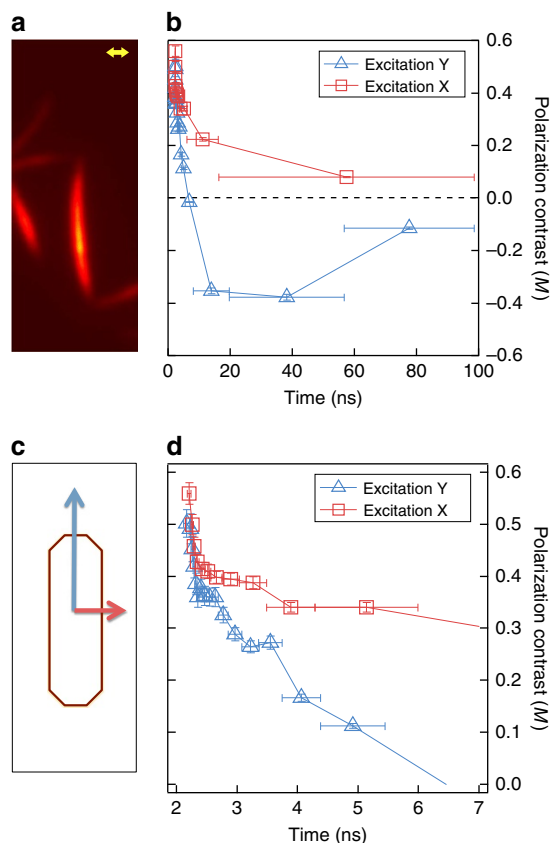 a
b
Excitation Y
Excitation X
0.6
0.4
0.2
0.0
−0.2
−0.4
−0.6
Polarization contrast (M)
0 20 40 60 80 100
Time (ns)
c
d
Excitation Y
Excitation X
0.6
0.5
0.4
0.3
0.2
0.1
0.0
Polarization contrast (M)
2 3 4 5 6 7
Time (ns)